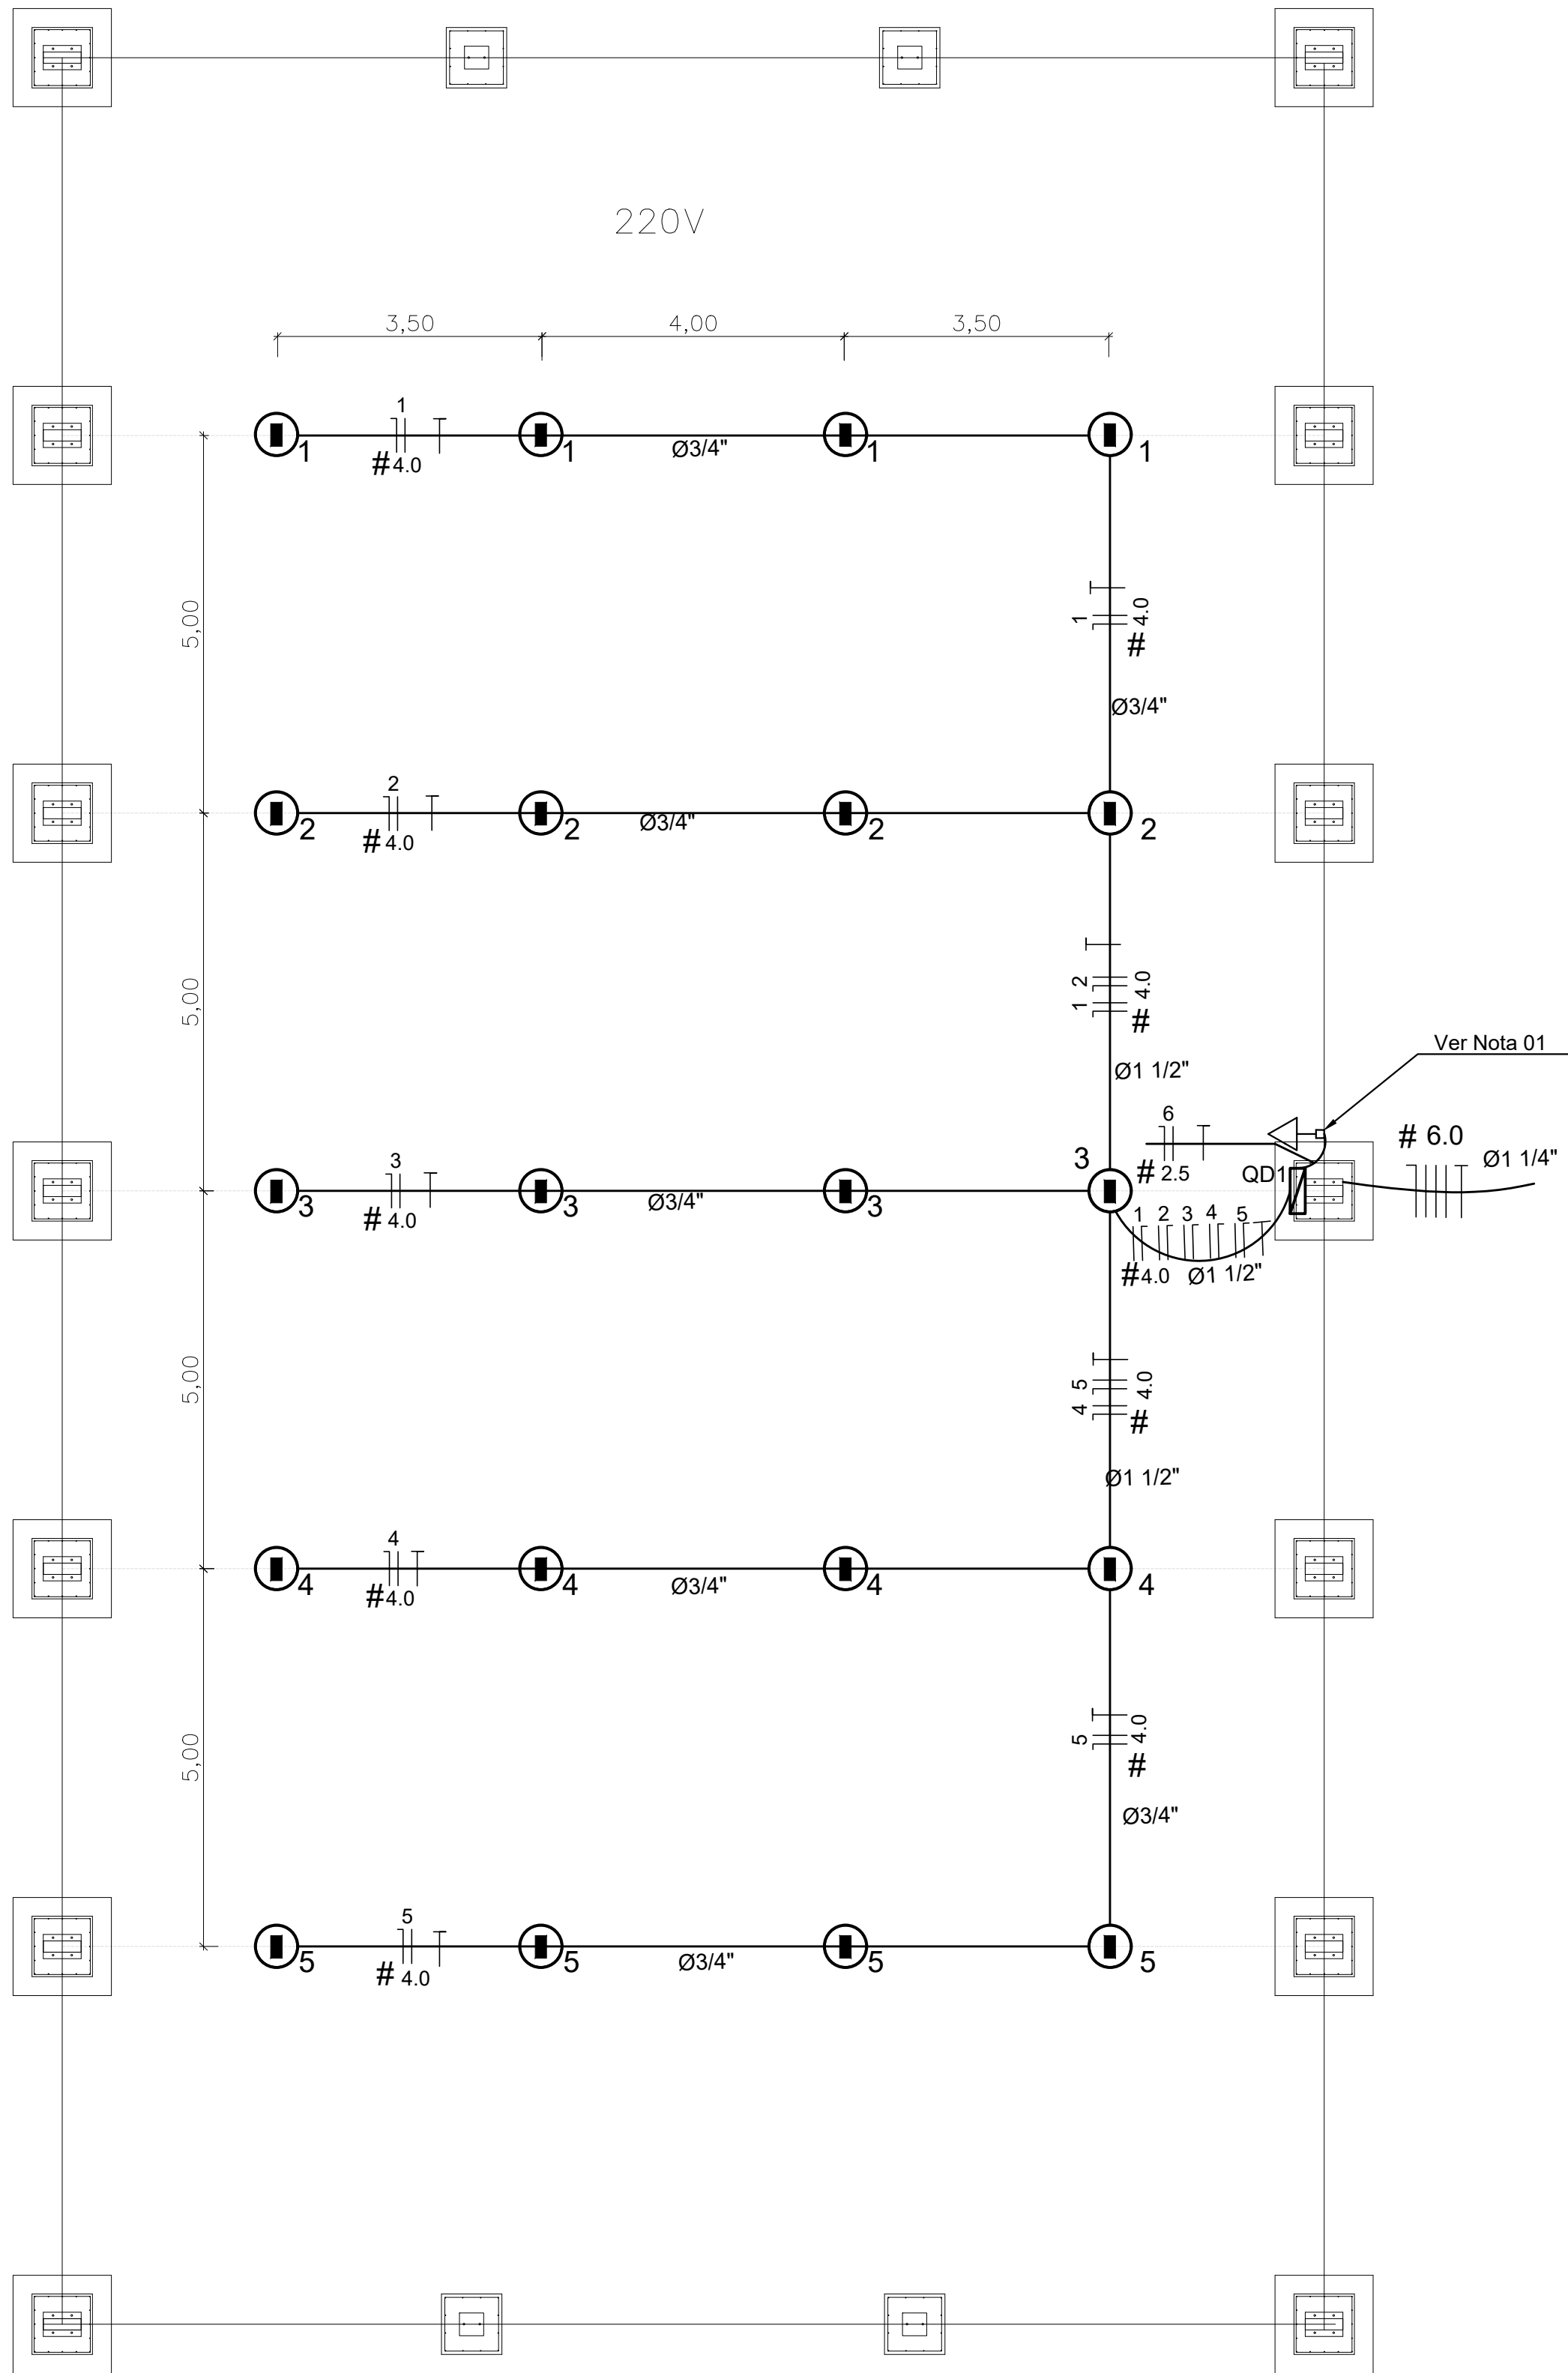 220V
3,50 4,00 3,50
1
1 1 1 1
Ø3/4"
# 4.0
5,00
1
4.0
#
Ø3/4"
2
2 2 2 2
Ø3/4"
# 4.0
5,00
1 2
4.0
#
Ø1 1/2"
Ver Nota 01
6
# 2.5
QD1
# 6.0
Ø1 1/4"
3
3 3 3 3
Ø3/4"
# 4.0
1 2 3 4 5
#4.0 Ø1 1/2"
5,00
4 5
4.0
#
Ø1 1/2"
4
4 4 4 4
Ø3/4"
#4.0
5,00
5
4.0
#
Ø3/4"
5
5 5 5 5
Ø3/4"
# 4.0